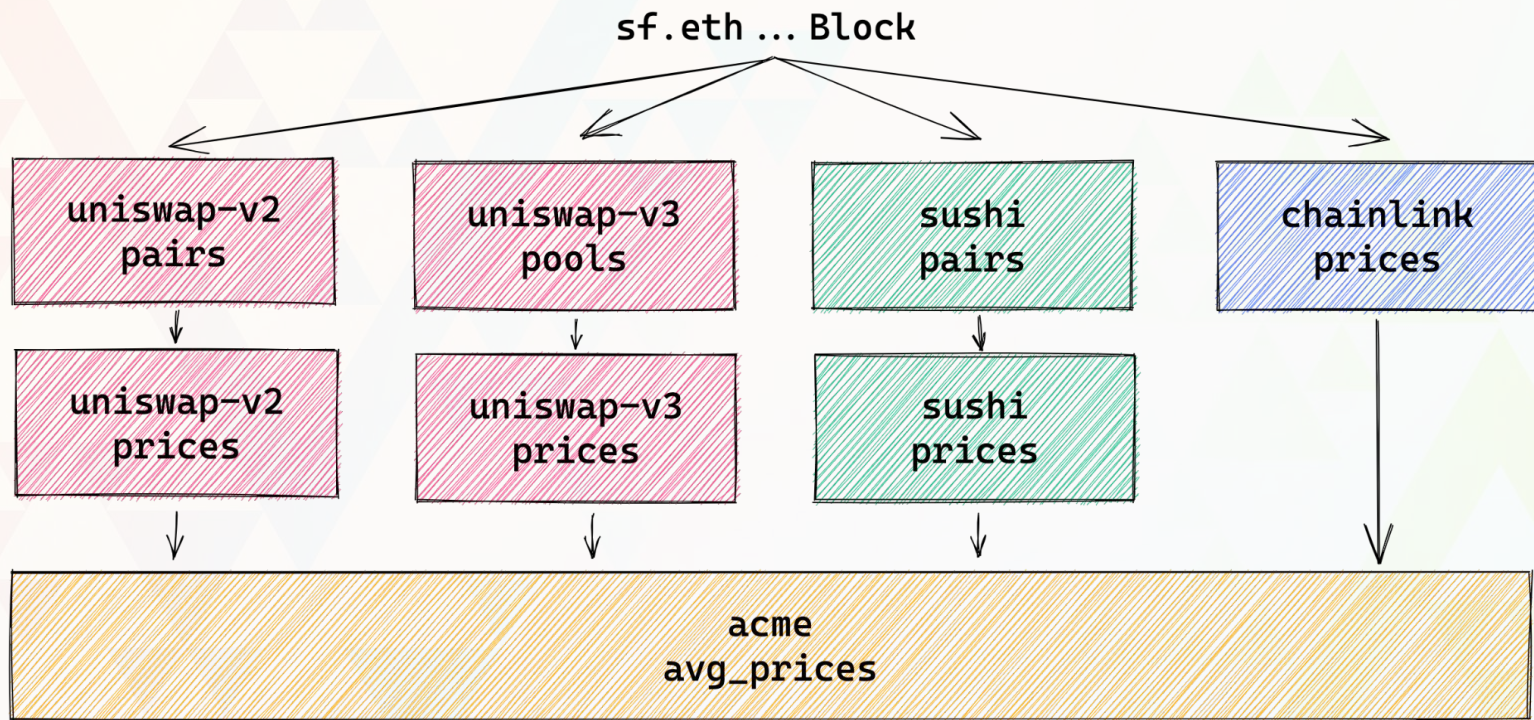 sf.eth ... Block
uniswap-v2
pairs
uniswap-v3
pools
sushi
pairs
chainlink
prices
uniswap-v2
prices
uniswap-v3
prices
sushi
prices
acme
avg_prices